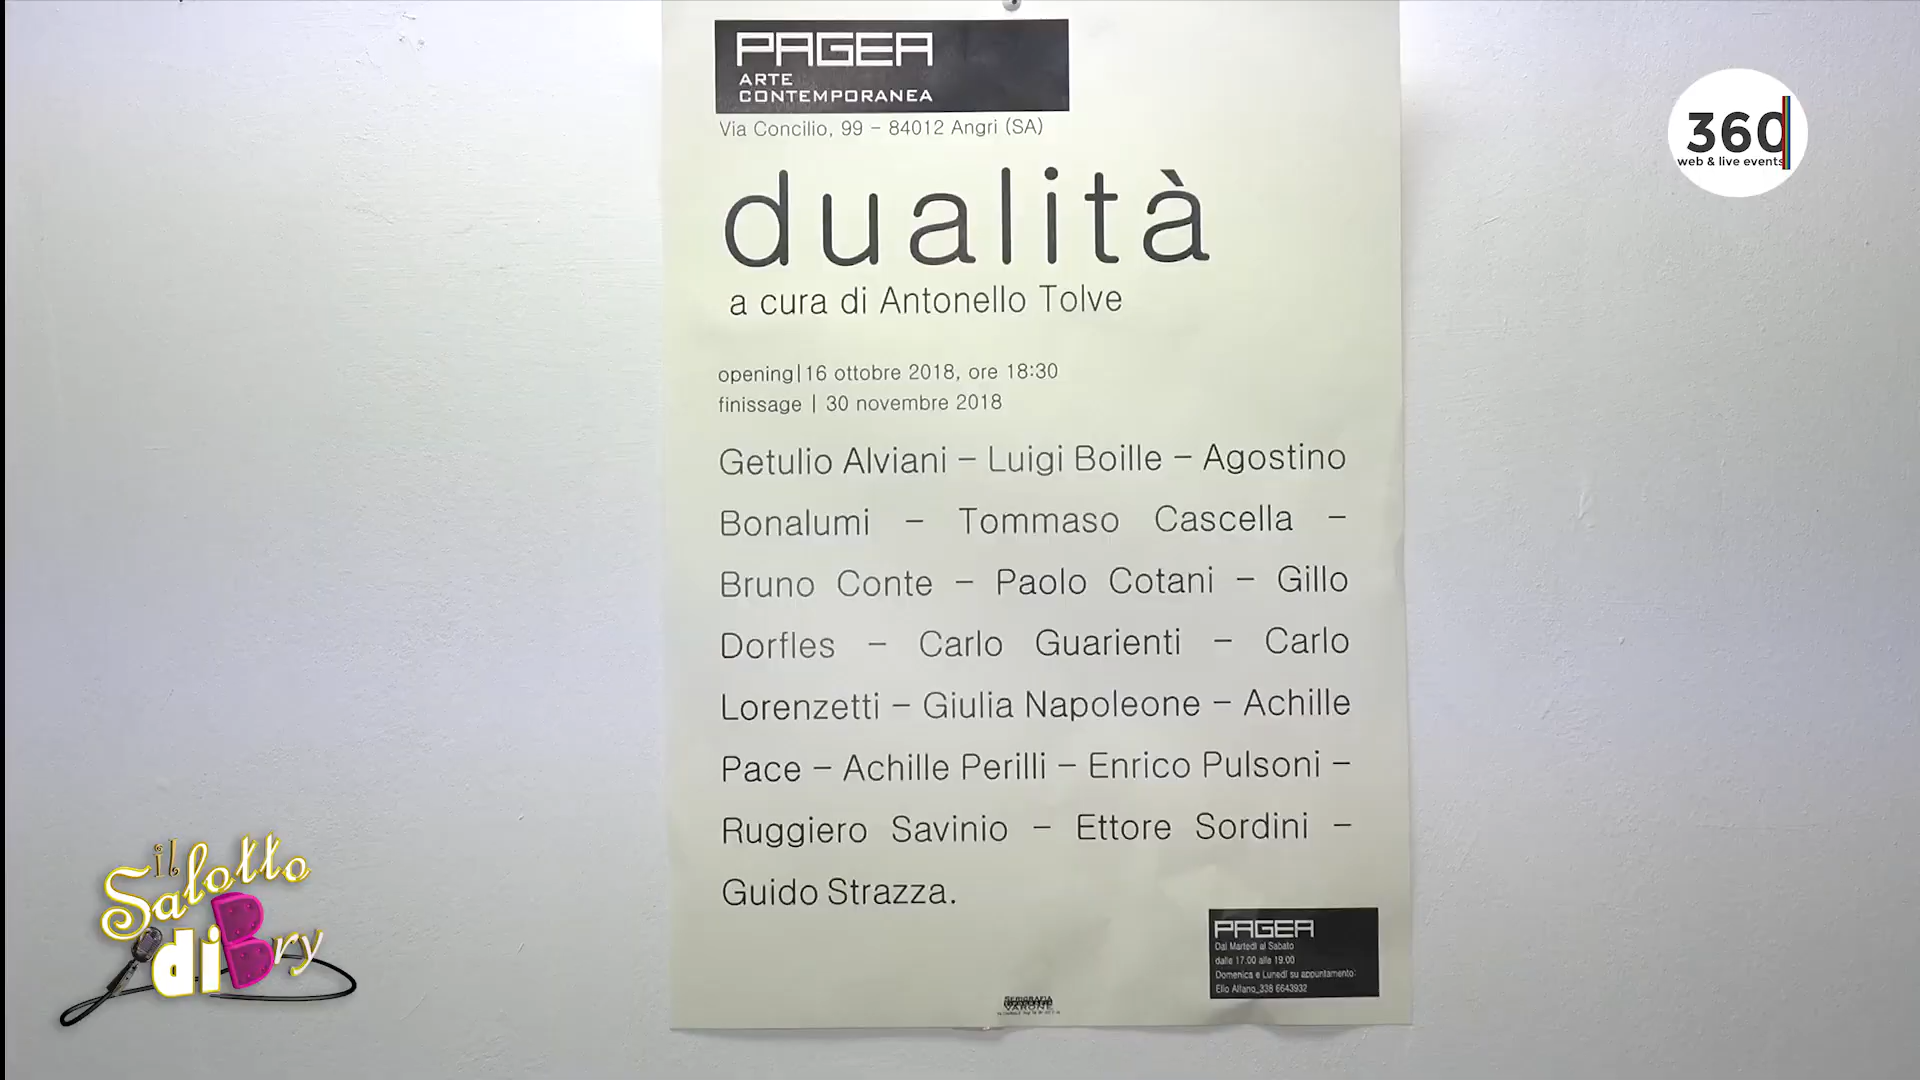 PAGEA
ARTE
CONTEMPORANEA
Via Concilio, 99 – 84012 Angri (SA)
dualità
a cura di Antonello Tolve
opening|16 ottobre 2018, ore 18:30
finissage | 30 novembre 2018
Getulio Alviani – Luigi Boille – Agostino
Bonalumi – Tommaso Cascella –
Bruno Conte – Paolo Cotani – Gillo
Dorfles – Carlo Guarienti – Carlo
Lorenzetti – Giulia Napoleone – Achille
Pace – Achille Perilli – Enrico Pulsoni –
Ruggiero Savinio – Ettore Sordini –
Guido Strazza.
PAGEA
Dal Martedì al Sabato
dalle 17.00 alle 19.00
Domenica e Lunedì su appuntamento:
Elio Alfano_338 6643932
SERIGRAFIA
VARONE
360
web & live events
il
Salotto
di Bry